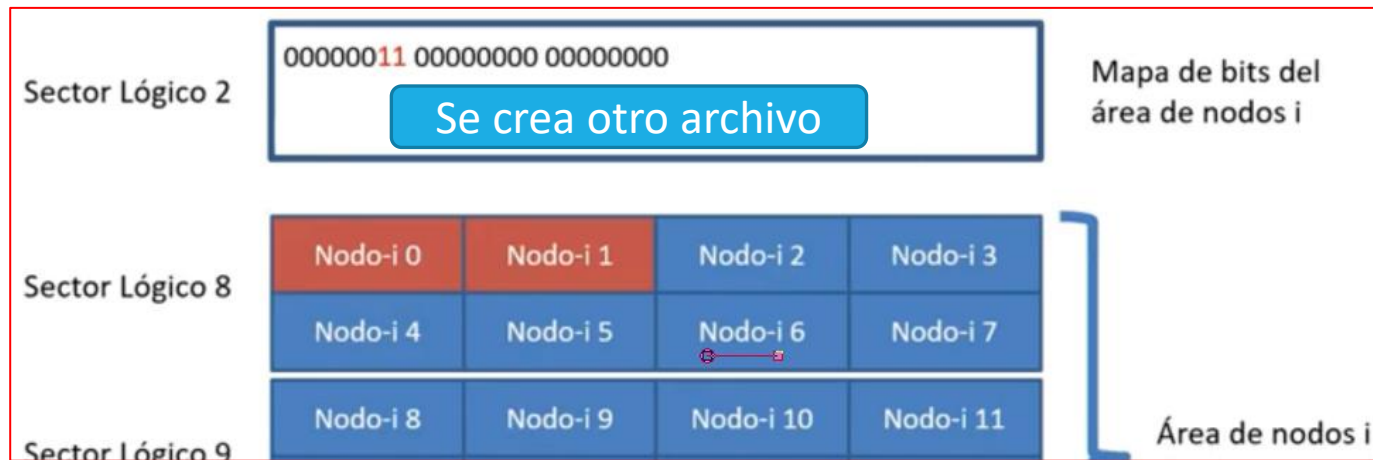 Sector Lógico 2
00000011 00000000 00000000
Se crea otro archivo
Mapa de bits del
área de nodos i
Sector Lógico 8
Nodo-i 0 Nodo-i 1 Nodo-i 2 Nodo-i 3
Nodo-i 4 Nodo-i 5 Nodo-i 6 Nodo-i 7
Sector Lógico 9
Nodo-i 8 Nodo-i 9 Nodo-i 10 Nodo-i 11
Área de nodos i